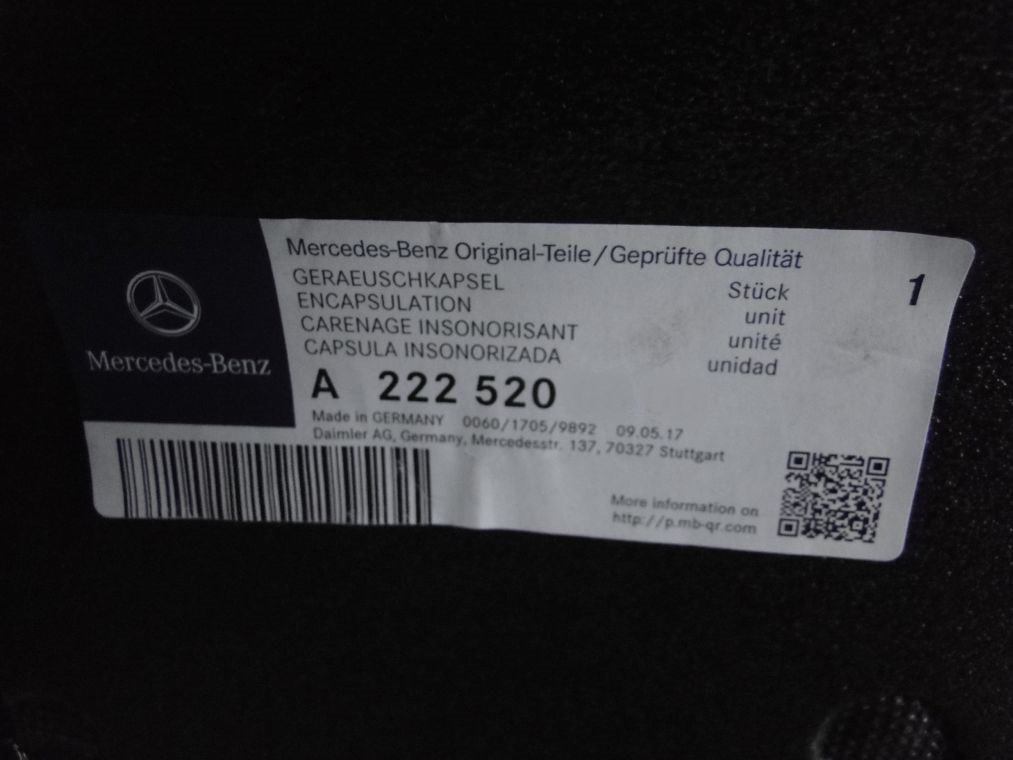 Mercedes-Benz Original-Teile/Geprüfte Qualität
GERAEUSCHKAPSEL
ENCAPSULATION
CARENAGE INSONORISANT
CAPSULA INSONORIZADA
Stück
unit
unité
unidad
1
Mercedes-Benz
A 222 520
Made in GERMANY 0060/1705/9892 09.05.17
Daimler AG, Germany, Mercedesstr. 137, 70327 Stuttgart
More information on
http://p.mb-qr.com